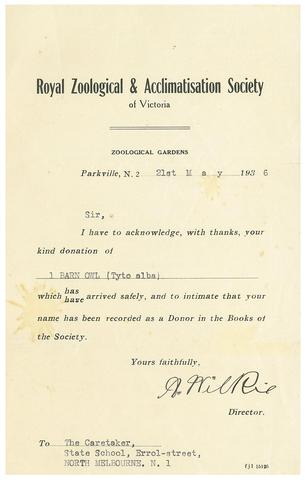 Royal Zoological & Acclimatisation Society
of Victoria
ZOOLOGICAL GARDENS
Parkville, N. 2 21st May 1936
Sir,
I have to acknowledge, with thanks, your
kind donation of
1 BARN OWL (Tyto alba)
which has
have arrived safely, and to intimate that your
name has been recorded as a Donor in the Books of
the Society.
Yours faithfully,
A. Wilkie
Director.
To The Caretaker,
State School, Errol-street,
NORTH MELBOURNE. N. 1